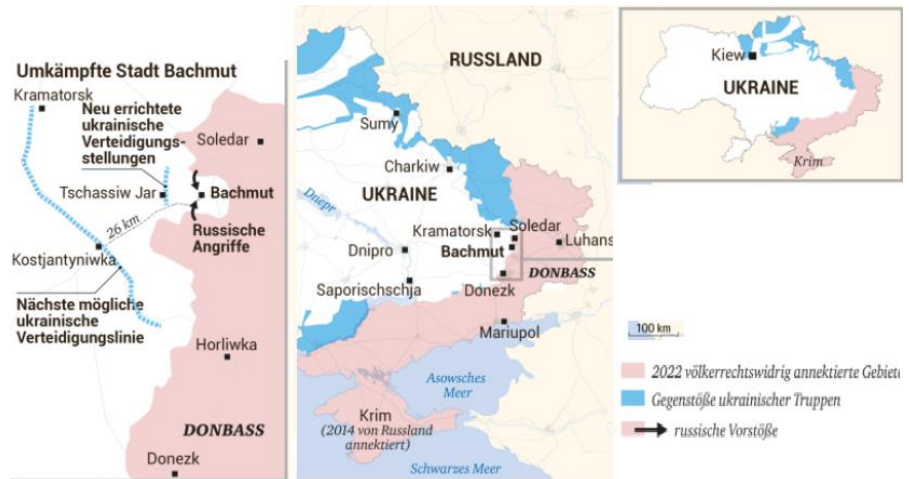 Umkämpfte Stadt Bachmut
Kramatorsk
Neu errichtete
ukrainische
Verteidigungs-
stellungen
Soledar
Tschassiw Jar
Bachmut
26 km
Russische
Angriffe
Kostjantyniwka
Nächste mögliche
ukrainische
Verteidigungslinie
Horliwka
DONBASS
Donezk
RUSSLAND
Sumy
Charkiw
UKRAINE
Dnepr
Kramatorsk
Soledar
Bachmut
Luhans
Dnipro
DONBASS
Saporischschja
Donezk
Mariupol
Asowsches
Meer
Krim
(2014 von Russland
annektiert)
Schwarzes Meer
Kiew
UKRAINE
Krim
100 km
2022 völkerrechtswidrig annektierte Gebiet
Gegenstöße ukrainischer Truppen
russische Vorstöße